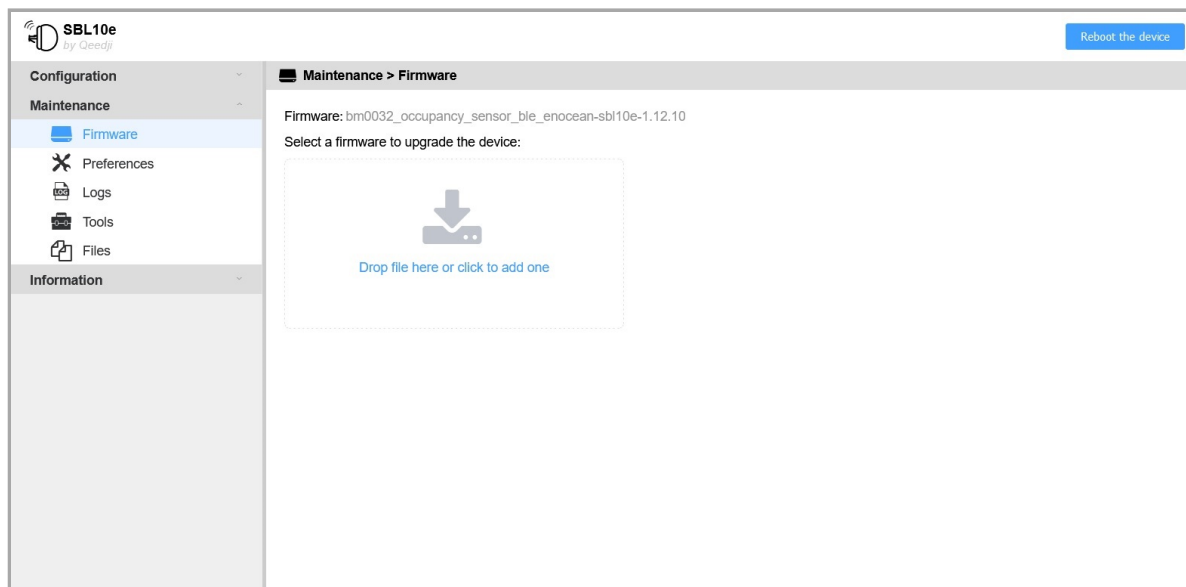 SBL10e
by Qeedji
Reboot the device
Configuration
Maintenance
Firmware
Preferences
LOG
Logs
Tools
Files
Information
Maintenance > Firmware
Firmware: bm0032_occupancy_sensor_ble_enocean-sbl10e-1.12.10
Select a firmware to upgrade the device:
Drop file here or click to add one